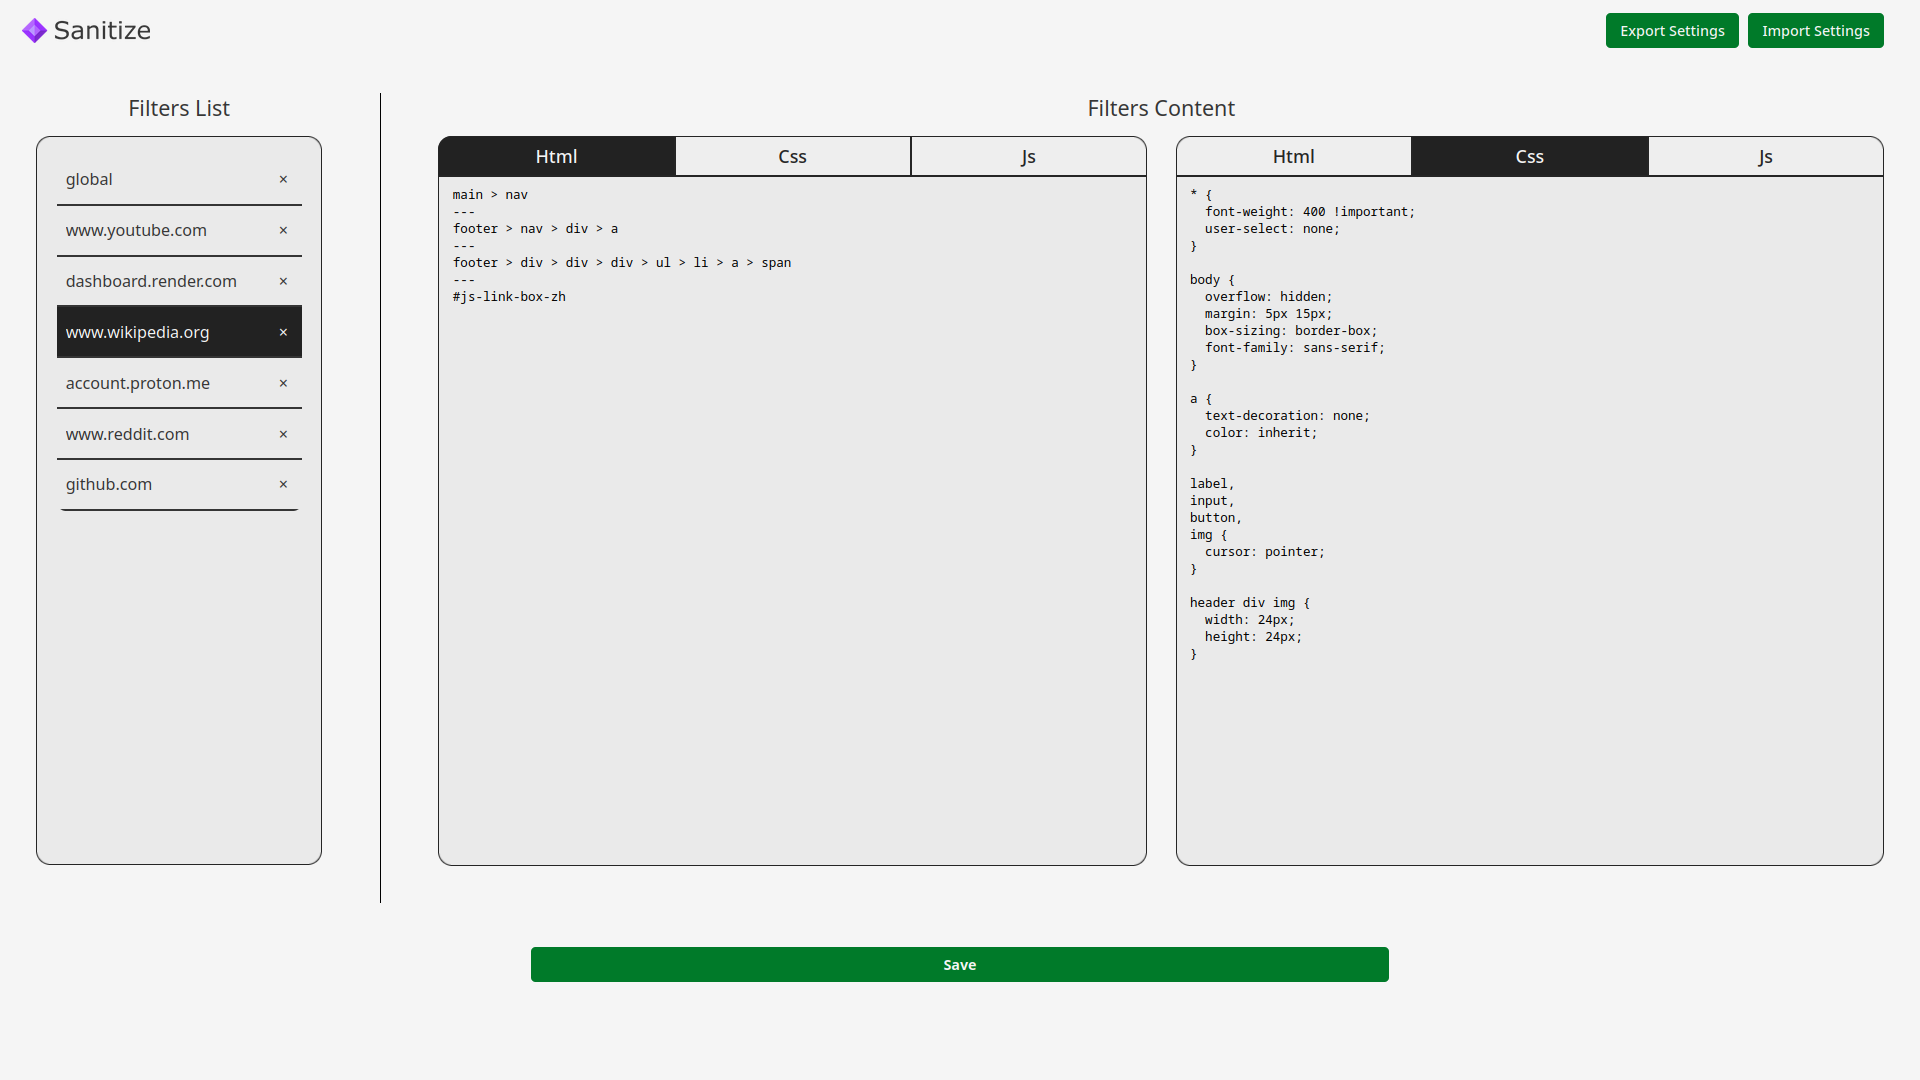 Sanitize
Export Settings
Import Settings
Filters List
global ×
www.youtube.com ×
dashboard.render.com ×
www.wikipedia.org ×
account.proton.me ×
www.reddit.com ×
github.com ×
Filters Content
Html Css Js
main > nav
---
footer > nav > div > a
---
footer > div > div > div > ul > li > a > span
---
#js-link-box-zh
Html Css Js
* {
  font-weight: 400 !important;
  user-select: none;
}

body {
  overflow: hidden;
  margin: 5px 15px;
  box-sizing: border-box;
  font-family: sans-serif;
}

a {
  text-decoration: none;
  color: inherit;
}

label,
input,
button,
img {
  cursor: pointer;
}

header div img {
  width: 24px;
  height: 24px;
}
Save